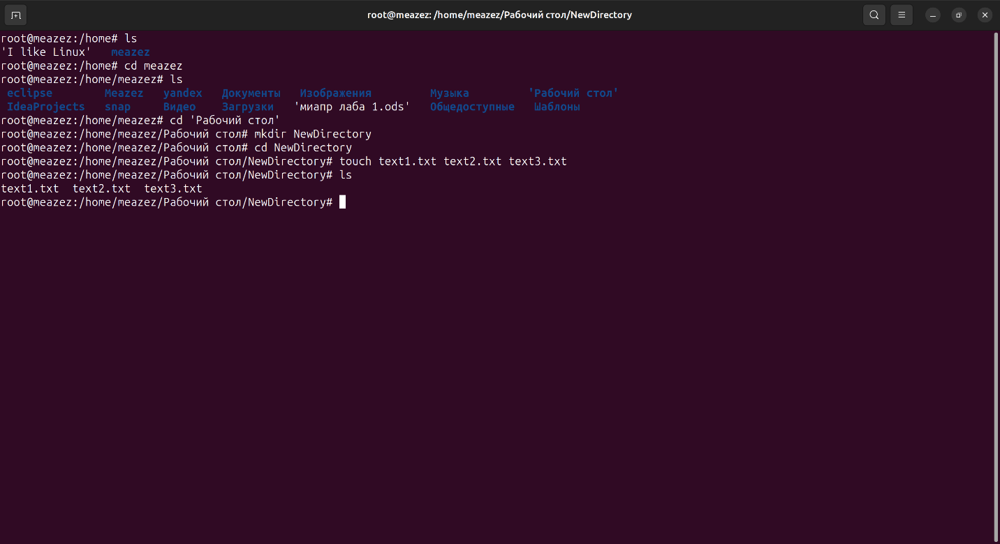 root@meazez: /home/meazez/Рабочий стол/NewDirectory
root@meazez:/home# ls
'I like Linux'   meazez
root@meazez:/home# cd meazez
root@meazez:/home/meazez# ls
 eclipse        Meazez   yandex   Документы   Изображения         Музыка         'Рабочий стол'
 IdeaProjects   snap     Видео    Загрузки   'миапр лаба 1.ods'   Общедоступные   Шаблоны
root@meazez:/home/meazez# cd 'Рабочий стол'
root@meazez:/home/meazez/Рабочий стол# mkdir NewDirectory
root@meazez:/home/meazez/Рабочий стол# cd NewDirectory
root@meazez:/home/meazez/Рабочий стол/NewDirectory# touch text1.txt text2.txt text3.txt
root@meazez:/home/meazez/Рабочий стол/NewDirectory# ls
text1.txt  text2.txt  text3.txt
root@meazez:/home/meazez/Рабочий стол/NewDirectory#